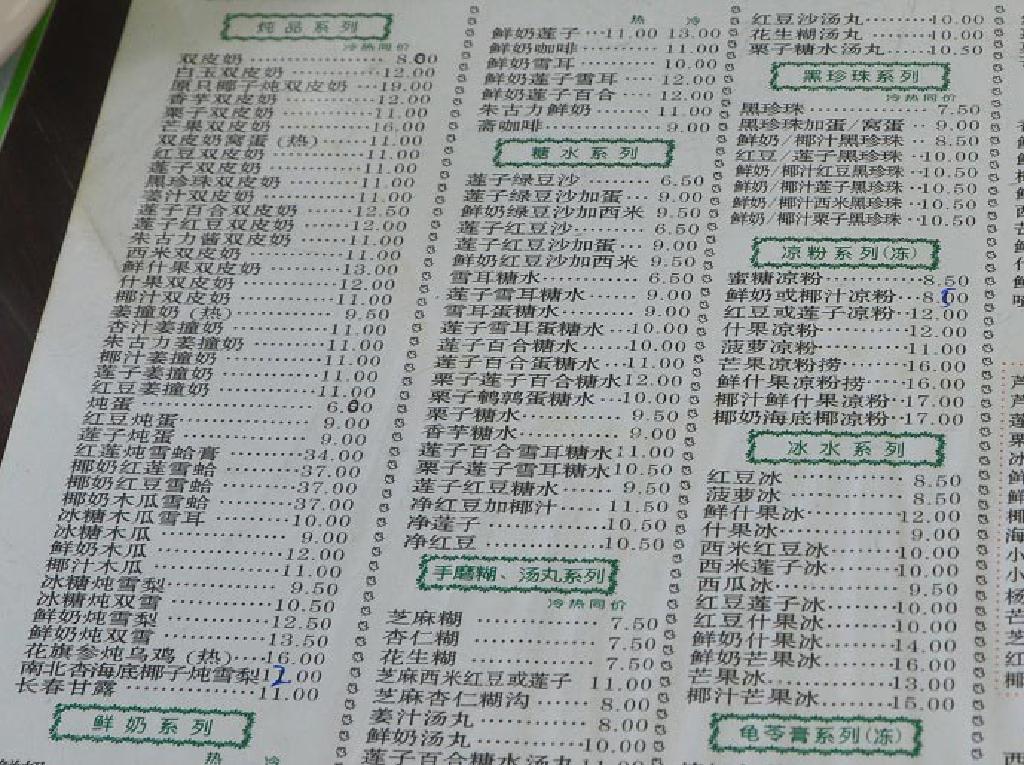 炖品系列
冷热同价
双皮奶 8.00
白玉双皮奶 12.00
原只椰子炖双皮奶 19.00
香芋双皮奶 12.00
栗子双皮奶 11.00
芒果双皮奶 16.00
双皮奶窝蛋(热) 11.00
红豆双皮奶 11.00
莲子双皮奶 11.00
黑珍珠双皮奶 11.00
姜汁双皮奶 11.00
莲子百合双皮奶 12.50
莲子红豆双皮奶 12.00
朱古力酱双皮奶 11.00
西米双皮奶 11.00
鲜什果双皮奶 13.00
什果双皮奶 12.00
椰汁双皮奶 11.00
姜撞奶(热) 9.50
杏汁姜撞奶 11.00
朱古力姜撞奶 11.00
椰汁姜撞奶 11.00
莲子姜撞奶 11.00
红豆姜撞奶 11.00
炖蛋 6.00
红豆炖蛋 9.00
莲子炖蛋 9.00
红莲炖雪蛤膏 34.00
椰奶红莲雪蛤 37.00
椰奶红豆雪蛤 37.00
椰奶木瓜雪蛤 37.00
冰糖木瓜雪耳 10.00
冰糖木瓜 9.00
鲜奶木瓜 12.00
椰汁木瓜 11.00
冰糖炖雪梨 9.50
冰糖炖双雪 10.50
鲜奶炖雪梨 12.50
鲜奶炖双雪 13.50
花旗参炖乌鸡(热) 16.00
南北杏海底椰子炖雪梨12.00
长春甘露 11.00
鲜奶系列
热 冷
热 冷
鲜奶莲子 11.00 13.00
鲜奶咖啡 11.00
鲜奶雪耳 10.00
鲜奶莲子雪耳 12.00
鲜奶莲子百合 12.00
朱古力鲜奶 11.00
斋咖啡 9.00
糖水系列
莲子绿豆沙 6.50
莲子绿豆沙加蛋 9.00
鲜奶绿豆沙加西米 9.50
莲子红豆沙 6.50
莲子红豆沙加蛋 9.00
鲜奶红豆沙加西米 9.50
雪耳糖水 6.50
莲子雪耳糖水 9.00
雪耳蛋糖水 9.00
莲子雪耳蛋糖水 10.00
莲子百合糖水 10.00
莲子百合蛋糖水 11.00
栗子莲子百合糖水12.00
栗子鹌鹑蛋糖水 10.00
栗子糖水 9.50
香芋糖水 9.00
莲子百合雪耳糖水11.00
栗子莲子雪耳糖水10.50
莲子红豆糖水 9.50
净红豆加椰汁 11.50
净莲子 10.50
净红豆 10.50
手磨糊、汤丸系列
冷热同价
芝麻糊 7.50
杏仁糊 7.50
花生糊 7.50
芝麻西米红豆或莲子 11.00
芝麻杏仁糊沟 8.00
姜汁汤丸 8.00
鲜奶汤丸 10.00
莲子百合糖水汤丸 11.00
红豆沙汤丸 10.00
花生糊汤丸 10.00
栗子糖水汤丸 10.50
黑珍珠系列
冷热同价
黑珍珠 7.50
黑珍珠加蛋/窝蛋 9.00
鲜奶/椰汁黑珍珠 8.50
红豆/莲子黑珍珠 10.00
鲜奶/椰汁红豆黑珍珠 10.50
鲜奶/椰汁莲子黑珍珠 10.50
鲜奶/椰汁西米黑珍珠 10.50
鲜奶/椰汁栗子黑珍珠 10.50
凉粉系列(冻)
蜜糖凉粉 8.50
鲜奶或椰汁凉粉 8.00
红豆或莲子凉粉 12.00
什果凉粉 12.00
菠萝凉粉 11.00
芒果凉粉捞 16.00
鲜什果凉粉捞 16.00
椰汁鲜什果凉粉 17.00
椰奶海底椰凉粉 17.00
冰水系列
红豆冰 8.50
菠萝冰 8.50
鲜什果冰 12.00
什果冰 9.00
西米红豆冰 10.00
西米莲子冰 10.00
西瓜冰 9.50
红豆莲子冰 10.00
红豆什果冰 10.00
鲜奶什果冰 14.00
鲜奶芒果冰 16.00
芒果冰 13.00
椰汁芒果冰 15.00
龟苓膏系列(冻)